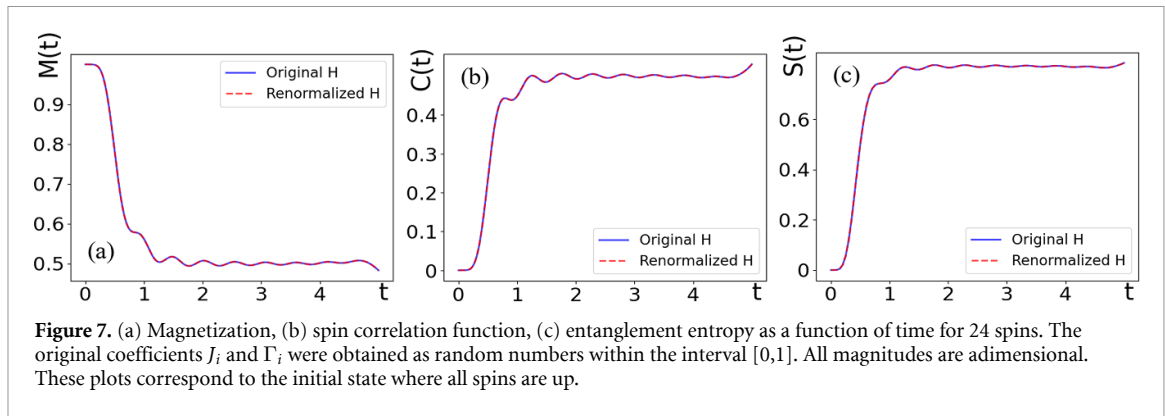 M(t)
0.9
0.8
0.7
0.6
0.5
0
1
2
3
4
t
(a)
Original H
Renormalized H
C(t)
0.4
0.3
0.2
0.1
0
0
1
2
3
4
t
(b)
Original H
Renormalized H
S(t)
0.6
0.4
0.2
0
0
1
2
3
4
t
(c)
Original H
Renormalized H
Figure 7. (a) Magnetization, (b) spin correlation function, (c) entanglement entropy as a function of time for 24 spins. The
original coefficients Jᵢ and Γᵢ were obtained as random numbers within the interval [0,1]. All magnitudes are adimensional.
These plots correspond to the initial state where all spins are up.